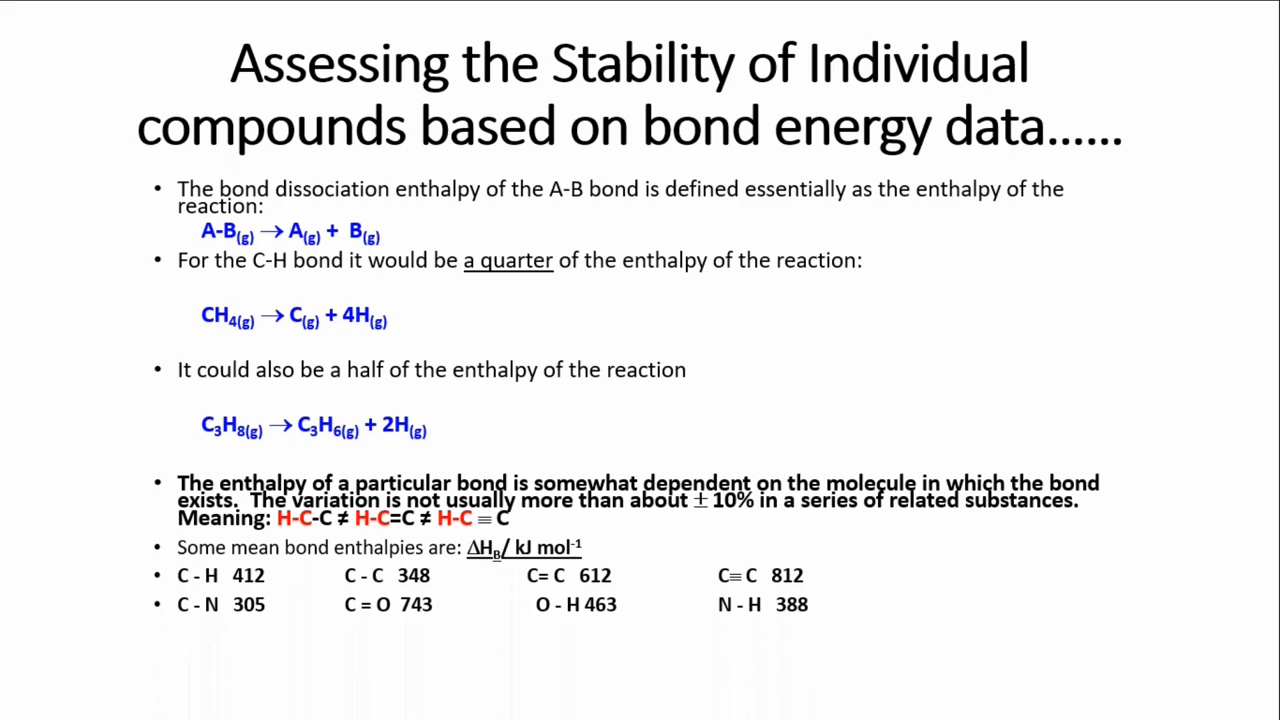 Assessing the Stability of Individual
compounds based on bond energy data......
• The bond dissociation enthalpy of the A-B bond is defined essentially as the enthalpy of the
reaction:
A-B(g) → A(g) + B(g)
• For the C-H bond it would be a quarter of the enthalpy of the reaction:
CH4(g) → C(g) + 4H(g)
• It could also be a half of the enthalpy of the reaction
C3H8(g) → C3H6(g) + 2H(g)
• The enthalpy of a particular bond is somewhat dependent on the molecule in which the bond
exists. The variation is not usually more than about ± 10% in a series of related substances.
Meaning: H-C-C ≠ H-C=C ≠ H-C ≡ C
• Some mean bond enthalpies are: ΔHB/ kJ mol-1
• C - H 412 C - C 348 C= C 612 C≡ C 812
• C - N 305 C = O 743 O - H 463 N - H 388